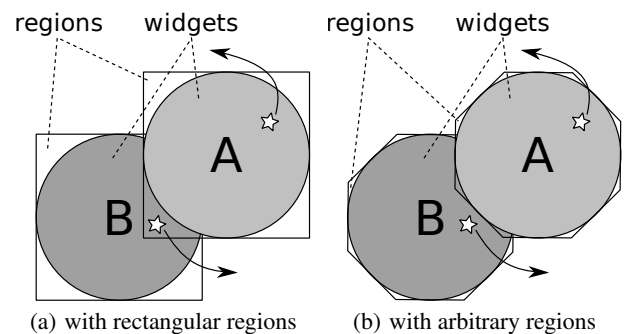 regions widgets regions widgets
A A
B B
(a) with rectangular regions (b) with arbitrary regions